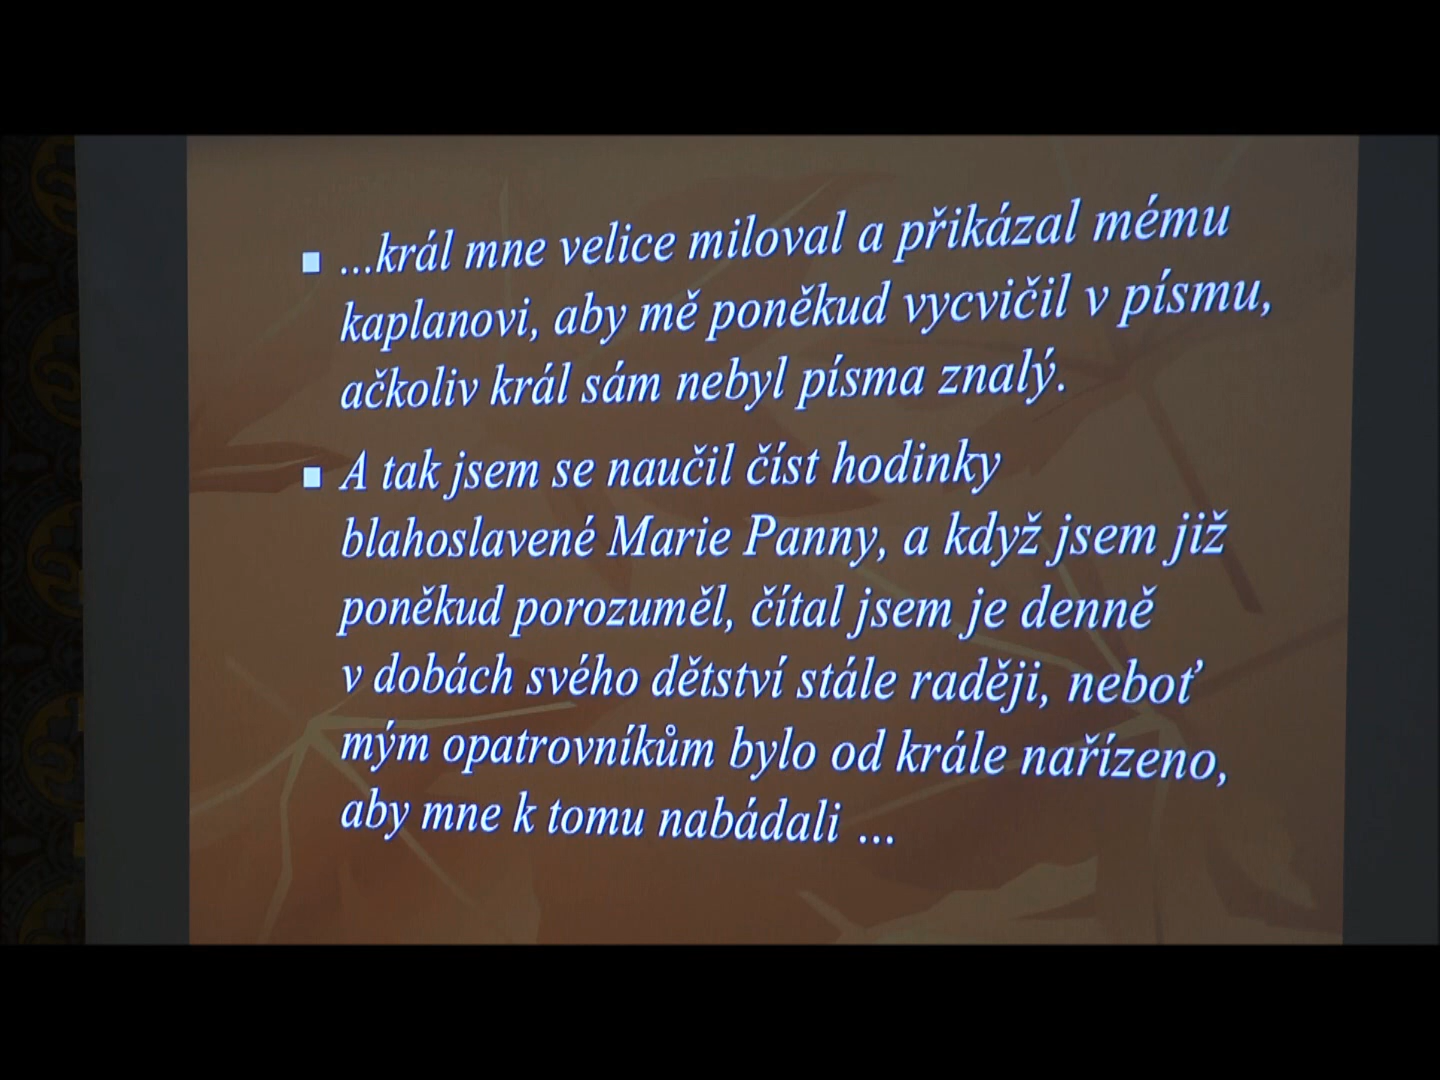 ...král mne velice miloval a přikázal mému
kaplanovi, aby mě poněkud vycvičil v písmu,
ačkoliv král sám nebyl písma znalý.
A tak jsem se naučil číst hodinky
blahoslavené Marie Panny, a když jsem již
poněkud porozuměl, čítal jsem je denně
v dobách svého dětství stále raději, neboť
mým opatrovníkům bylo od krále nařízeno,
aby mne k tomu nabádali ...